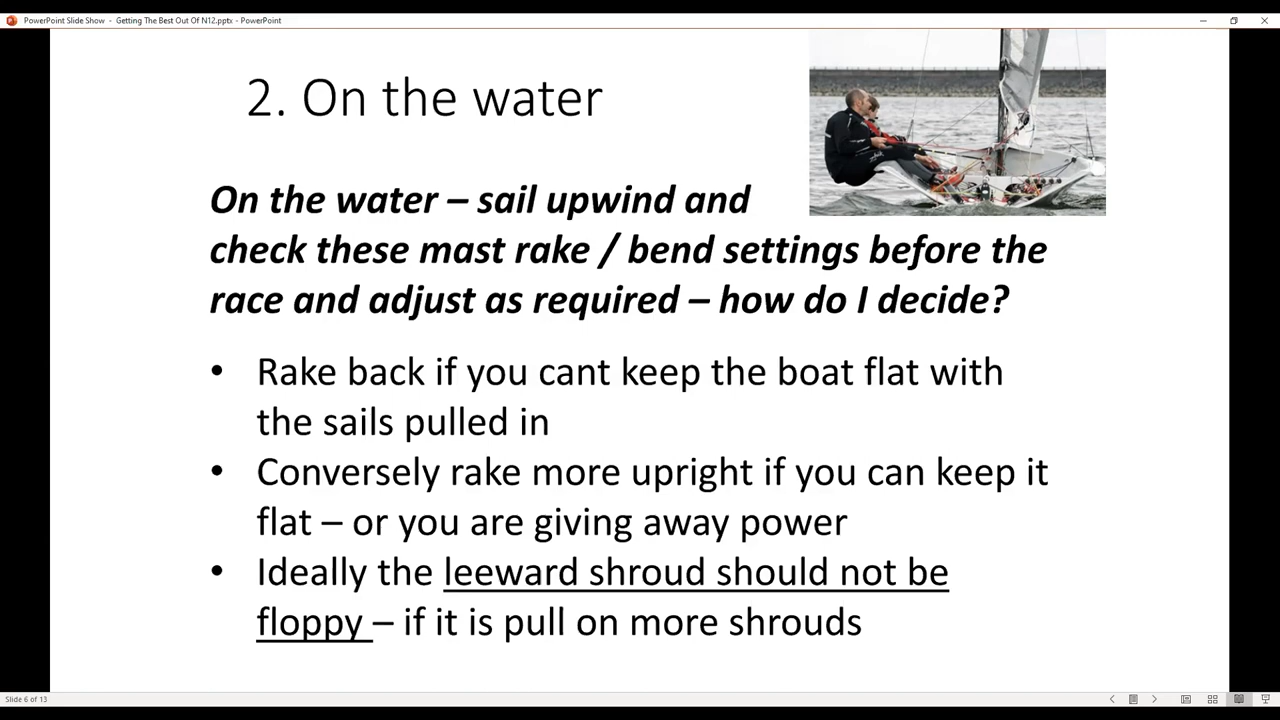 PowerPoint Slide Show - Getting The Best Out Of N12.pptx - PowerPoint
2. On the water
On the water – sail upwind and
check these mast rake / bend settings before the
race and adjust as required – how do I decide?
• Rake back if you cant keep the boat flat with
the sails pulled in
• Conversely rake more upright if you can keep it
flat – or you are giving away power
• Ideally the leeward shroud should not be
floppy – if it is pull on more shrouds
Slide 6 of 13